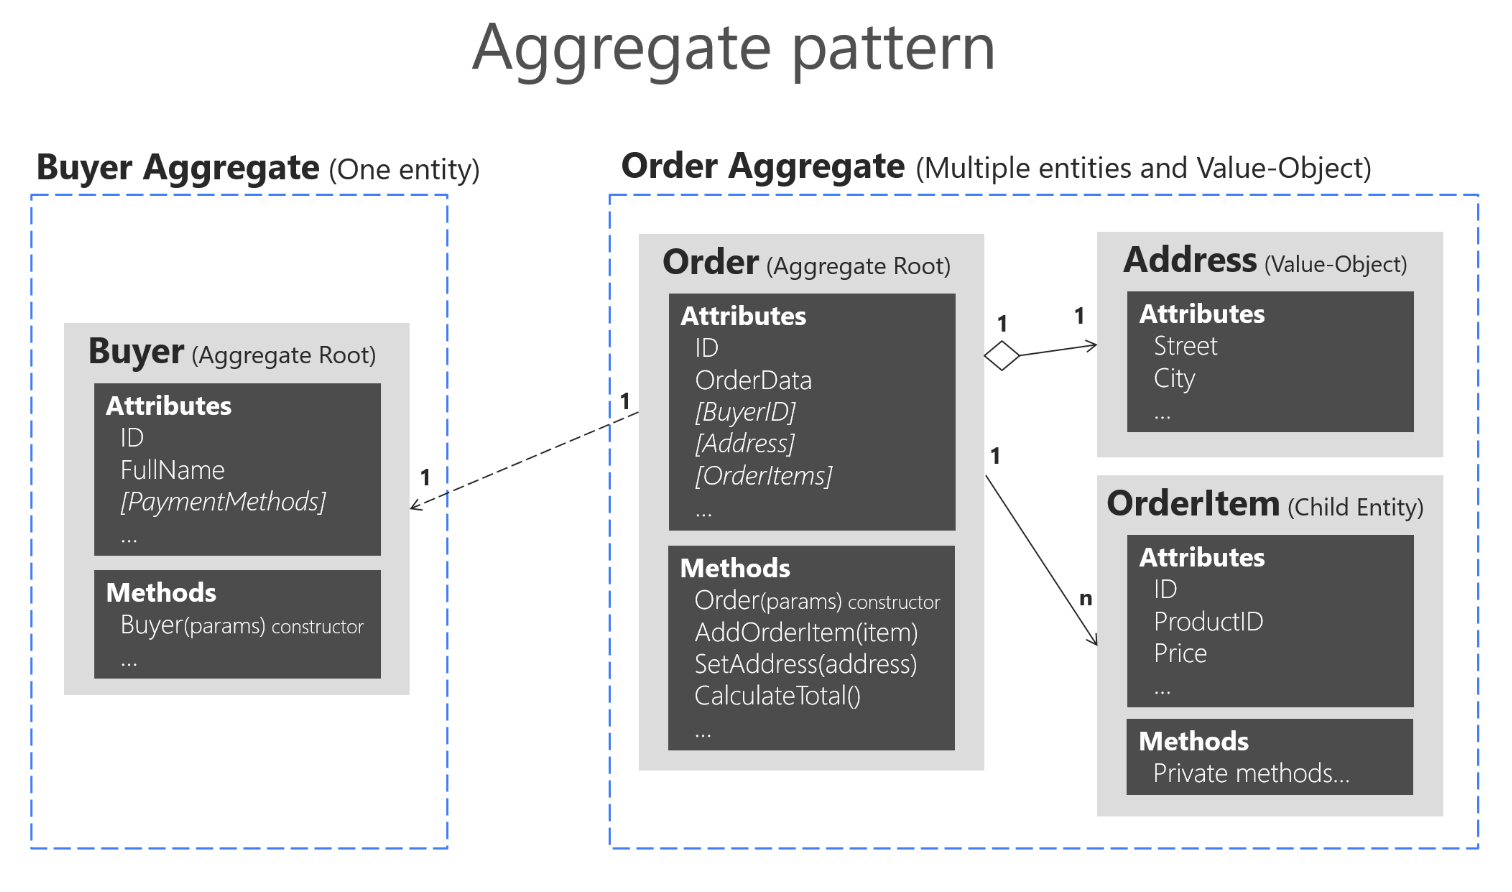 Aggregate pattern
Buyer Aggregate (One entity)
Buyer (Aggregate Root)
Attributes
ID
FullName
[PaymentMethods]
...
Methods
Buyer(params) constructor
...
1
1
Order Aggregate (Multiple entities and Value-Object)
Order (Aggregate Root)
Attributes
ID
OrderData
[BuyerID]
[Address]
[OrderItems]
...
Methods
Order(params) constructor
AddOrderItem(item)
SetAddress(address)
CalculateTotal()
...
1
1
1
n
Address (Value-Object)
Attributes
Street
City
...
OrderItem (Child Entity)
Attributes
ID
ProductID
Price
...
Methods
Private methods...